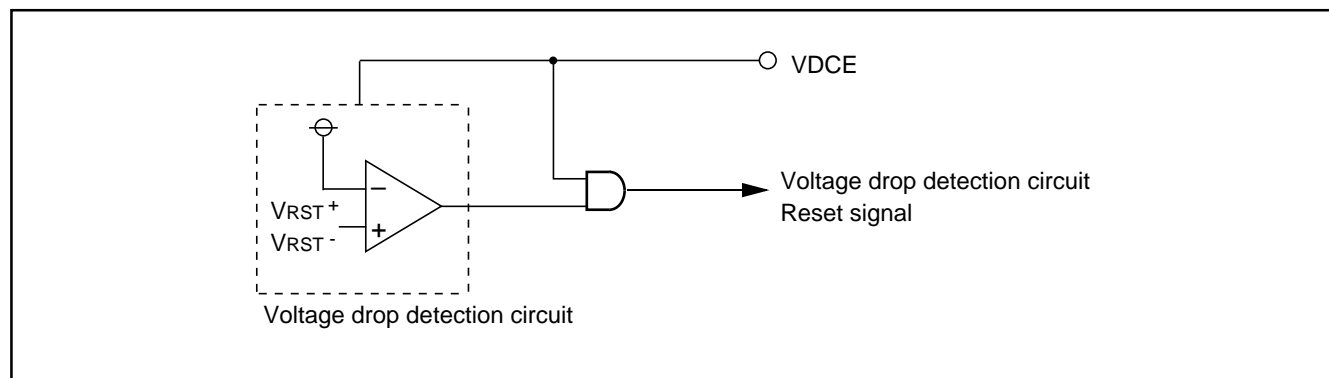 VDCE
−
VRST +
+
VRST -
Voltage drop detection circuit
Reset signal
Voltage drop detection circuit